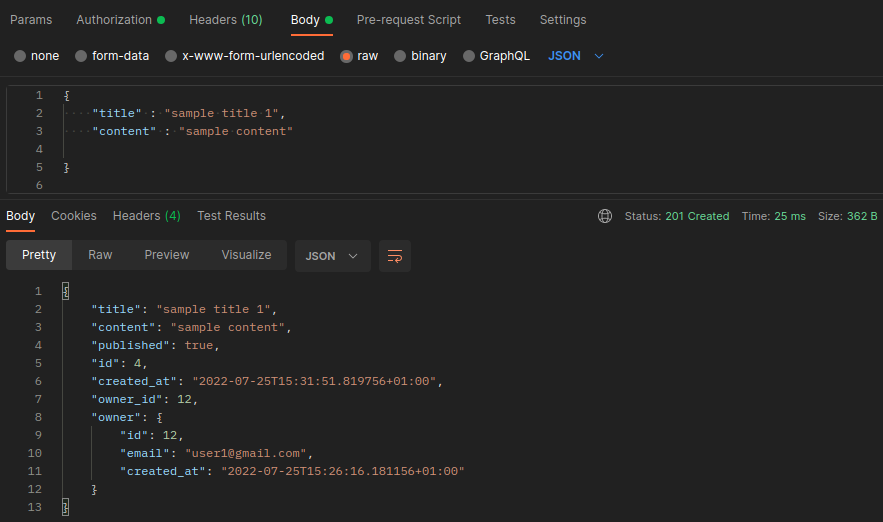 Params Authorization Headers (10) Body Pre-request Script Tests Settings
none form-data x-www-form-urlencoded raw binary GraphQL JSON
1 {
2 "title" : "sample title 1",
3 "content" : "sample content"
4
5 }
6
Body Cookies Headers (4) Test Results Status: 201 Created Time: 25 ms Size: 362 B
Pretty Raw Preview Visualize JSON
1 {
2 "title": "sample title 1",
3 "content": "sample content",
4 "published": true,
5 "id": 4,
6 "created_at": "2022-07-25T15:31:51.819756+01:00",
7 "owner_id": 12,
8 "owner": {
9 "id": 12,
10 "email": "user1@gmail.com",
11 "created_at": "2022-07-25T15:26:16.181156+01:00"
12 }
13 }